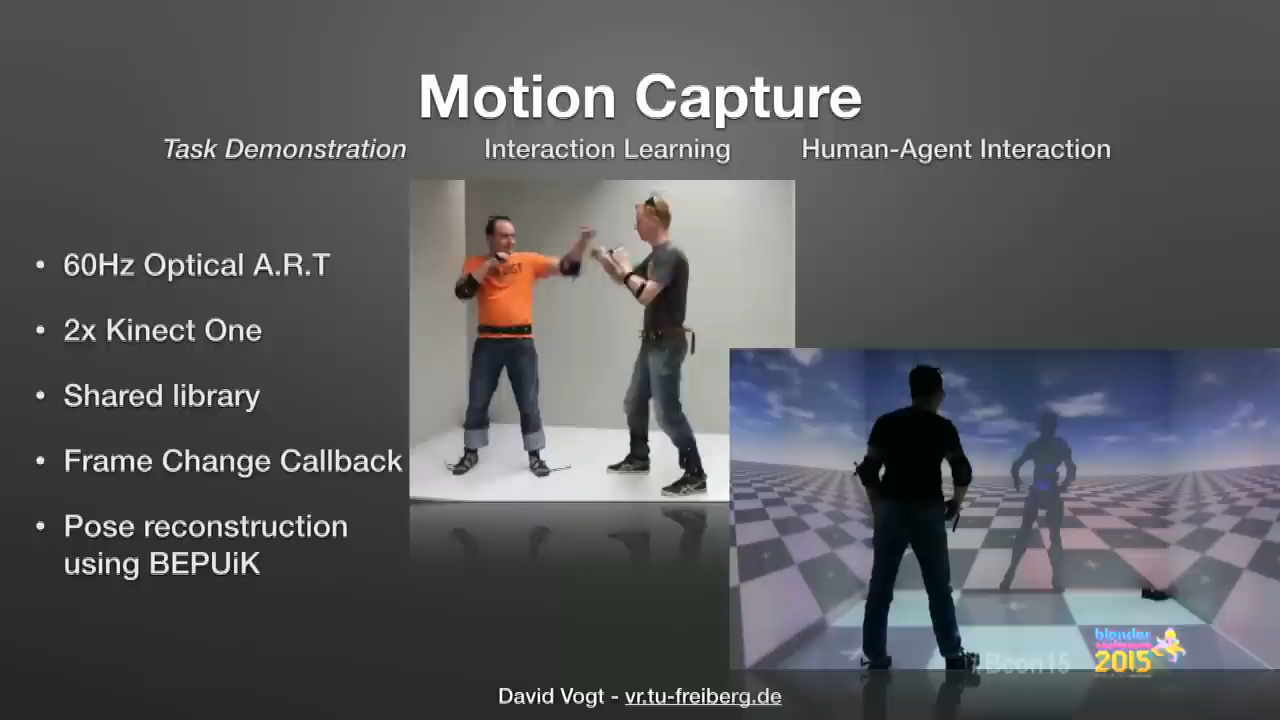 Motion Capture
Task Demonstration
Interaction Learning
Human-Agent Interaction
• 60Hz Optical A.R.T
• 2x Kinect One
• Shared library
• Frame Change Callback
• Pose reconstruction
using BEPUiK
blender
2015
#Bcon15
David Vogt - vr.tu-freiberg.de